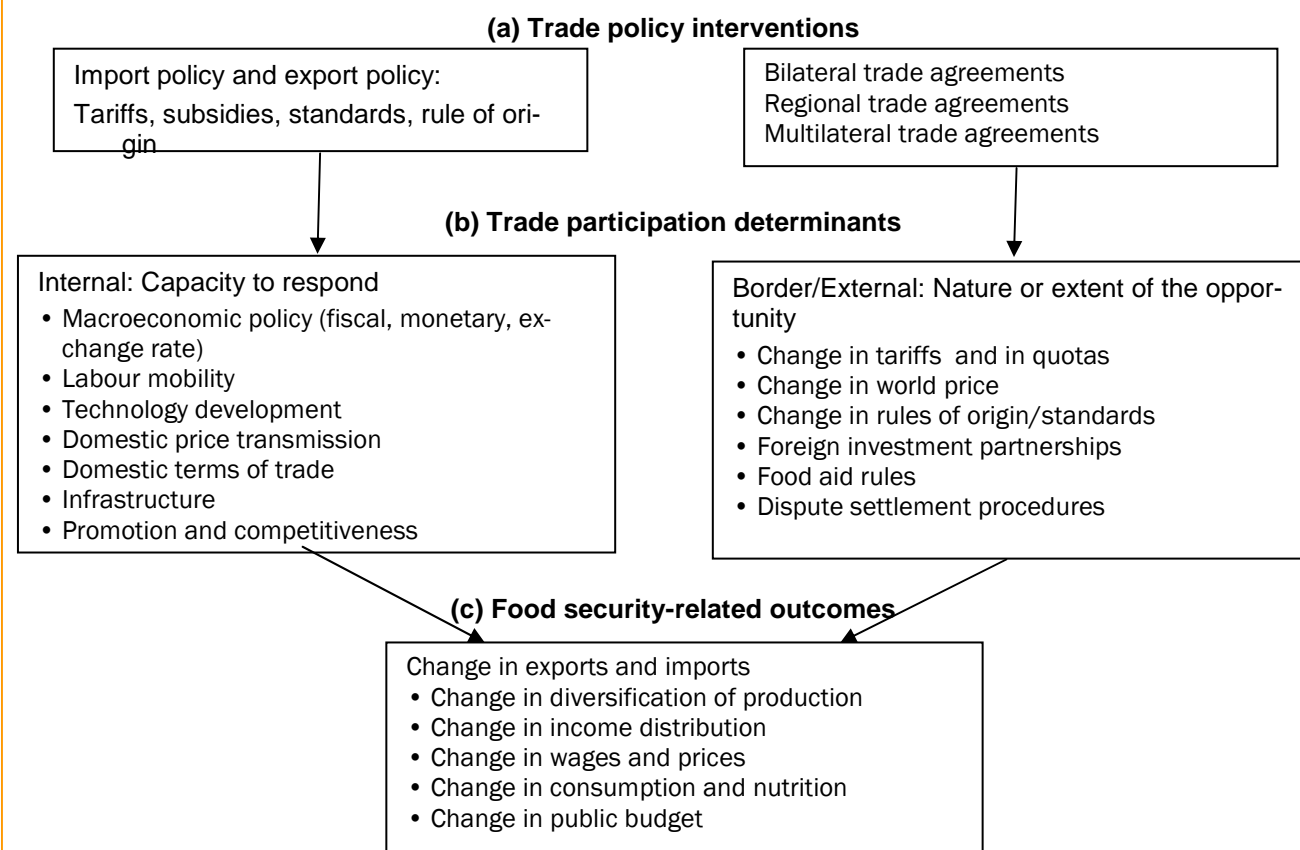 (a) Trade policy interventions
Import policy and export policy:
Tariffs, subsidies, standards, rule of ori-
gin
Bilateral trade agreements
Regional trade agreements
Multilateral trade agreements
(b) Trade participation determinants
Internal: Capacity to respond
• Macroeconomic policy (fiscal, monetary, ex-
change rate)
• Labour mobility
• Technology development
• Domestic price transmission
• Domestic terms of trade
• Infrastructure
• Promotion and competitiveness
Border/External: Nature or extent of the oppor-
tunity
• Change in tariffs and in quotas
• Change in world price
• Change in rules of origin/standards
• Foreign investment partnerships
• Food aid rules
• Dispute settlement procedures
(c) Food security-related outcomes
Change in exports and imports
• Change in diversification of production
• Change in income distribution
• Change in wages and prices
• Change in consumption and nutrition
• Change in public budget